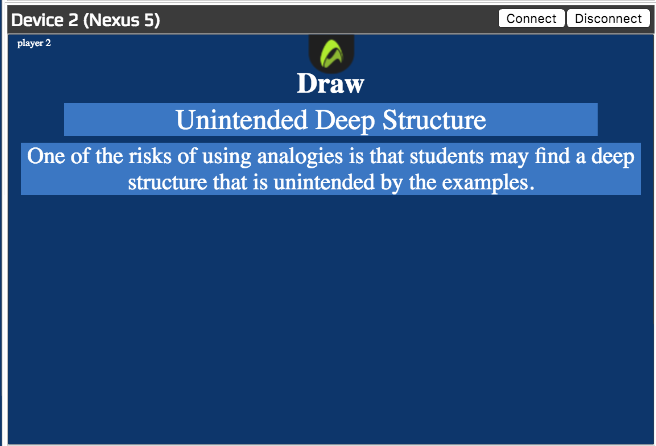 Device 2 (Nexus 5)
Connect
Disconnect
player 2
Draw
Unintended Deep Structure
One of the risks of using analogies is that students may find a deep
structure that is unintended by the examples.